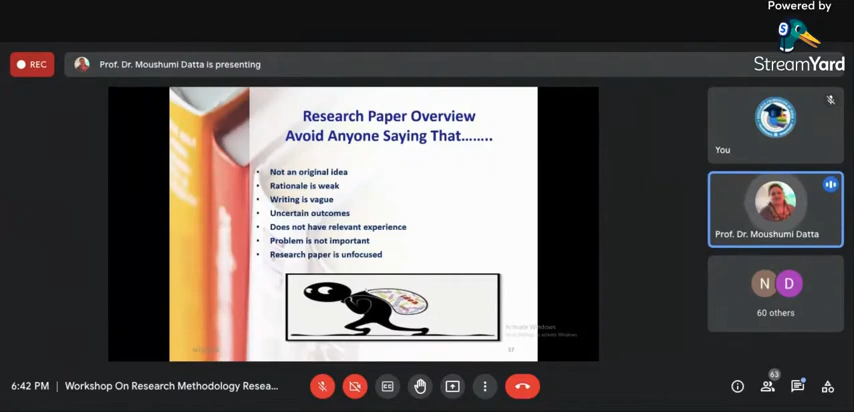 Powered by
StreamYard
REC
Prof. Dr. Moushumi Datta is presenting
Research Paper Overview
Avoid Anyone Saying That........
• Not an original idea
• Rationale is weak
• Writing is vague
• Uncertain outcomes
• Does not have relevant experience
• Problem is not important
• Research paper is unfocused
Activate Windows
37
You
Prof. Dr. Moushumi Datta
N D
60 others
6:42 PM | Workshop On Research Methodology Resea...
63